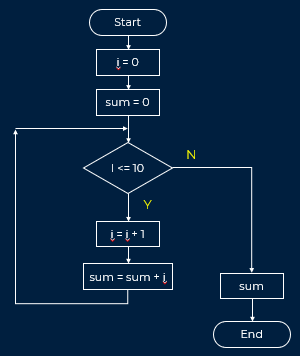 Start
i = 0
sum = 0
I <= 10
N
Y
i = i + 1
sum = sum + i
sum
End